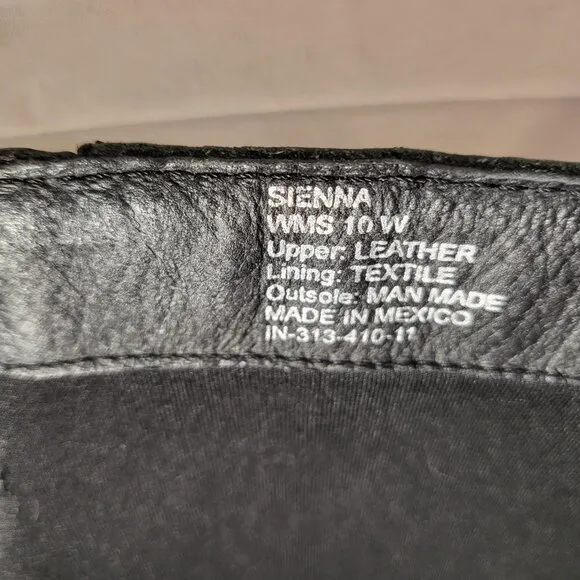 SIENNA
WMS 10 W
Upper: LEATHER
Lining: TEXTILE
Outsole: MAN MADE
MADE IN MEXICO
IN-313-410-11